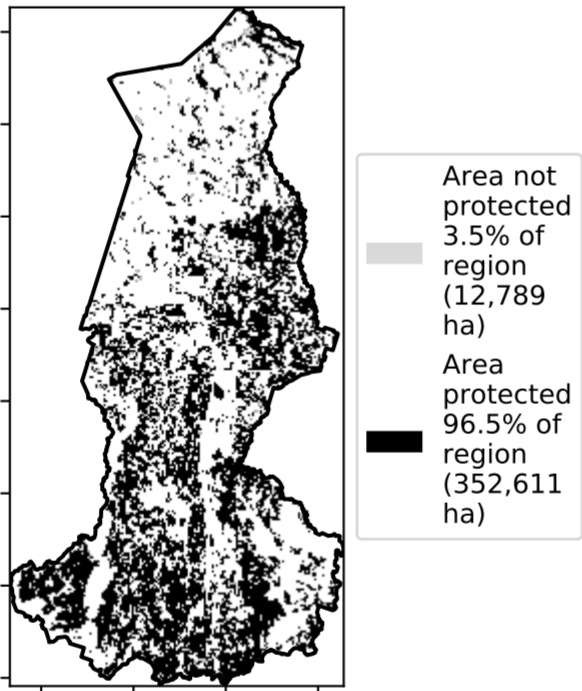 Area not
protected
3.5% of
region
(12,789
ha)
Area
protected
96.5% of
region
(352,611
ha)